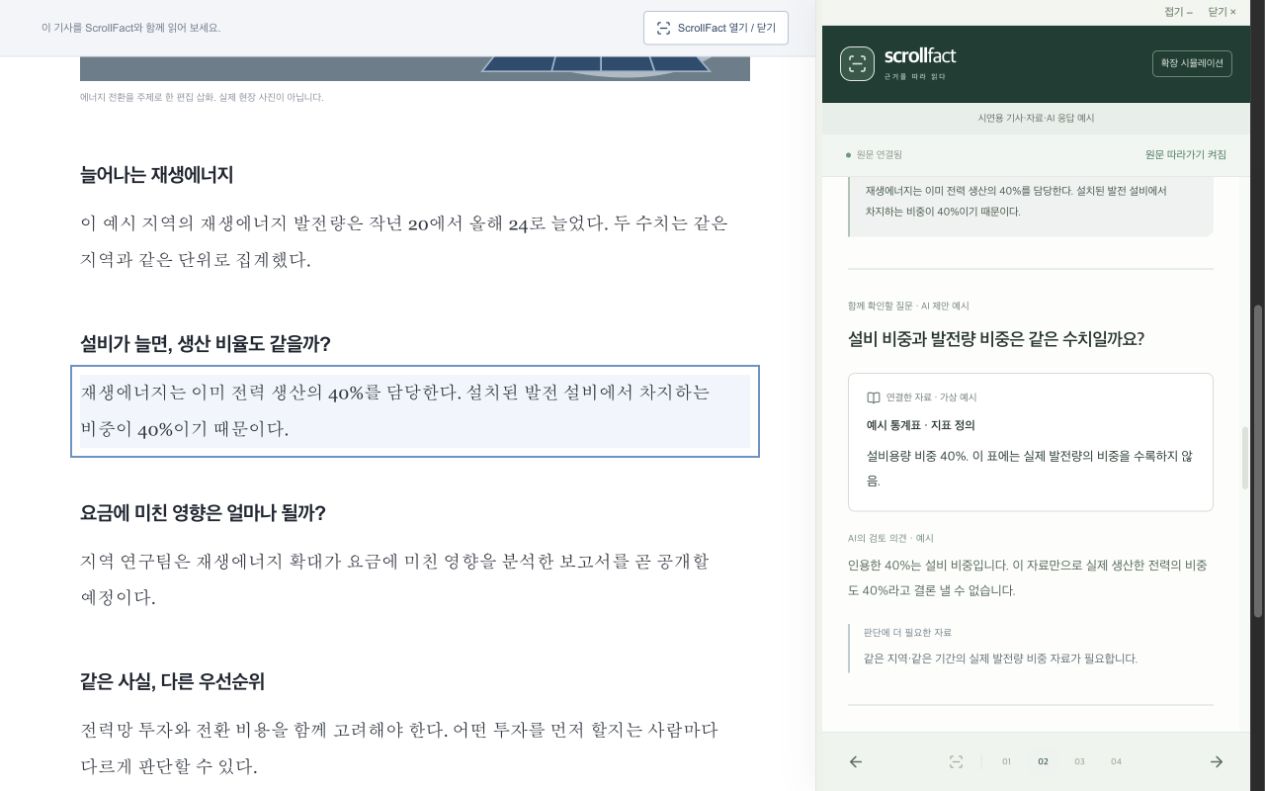 이 기사를 ScrollFact와 함께 읽어 보세요.
ScrollFact 열기 / 닫기
에너지 전환을 주제로 한 편집 삽화. 실제 현장 사진이 아닙니다.
늘어나는 재생에너지
이 예시 지역의 재생에너지 발전량은 작년 20에서 올해 24로 늘었다. 두 수치는 같은
지역과 같은 단위로 집계했다.
설비가 늘면, 생산 비율도 같을까?
재생에너지는 이미 전력 생산의 40%를 담당한다. 설치된 발전 설비에서 차지하는
비중이 40%이기 때문이다.
요금에 미친 영향은 얼마나 될까?
지역 연구팀은 재생에너지 확대가 요금에 미친 영향을 분석한 보고서를 곧 공개할
예정이다.
같은 사실, 다른 우선순위
전력망 투자와 전환 비용을 함께 고려해야 한다. 어떤 투자를 먼저 할지는 사람마다
다르게 판단할 수 있다.
접기 – 닫기 ×
scrollfact
근거를 따라 읽다
확장 시뮬레이션
시연용 기사·자료·AI 응답 예시
원문 연결됨
원문 따라가기 켜짐
재생에너지는 이미 전력 생산의 40%를 담당한다. 설치된 발전 설비에서
차지하는 비중이 40%이기 때문이다.
함께 확인할 질문 · AI 제안 예시
설비 비중과 발전량 비중은 같은 수치일까요?
연결한 자료 · 가상 예시
예시 통계표 · 지표 정의
설비용량 비중 40%. 이 표에는 실제 발전량의 비중을 수록하지 않
음.
AI의 검토 의견 · 예시
인용한 40%는 설비 비중입니다. 이 자료만으로 실제 생산한 전력의 비중
도 40%라고 결론 낼 수 없습니다.
판단에 더 필요한 자료
같은 지역·같은 기간의 실제 발전량 비중 자료가 필요합니다.
01 02 03 04